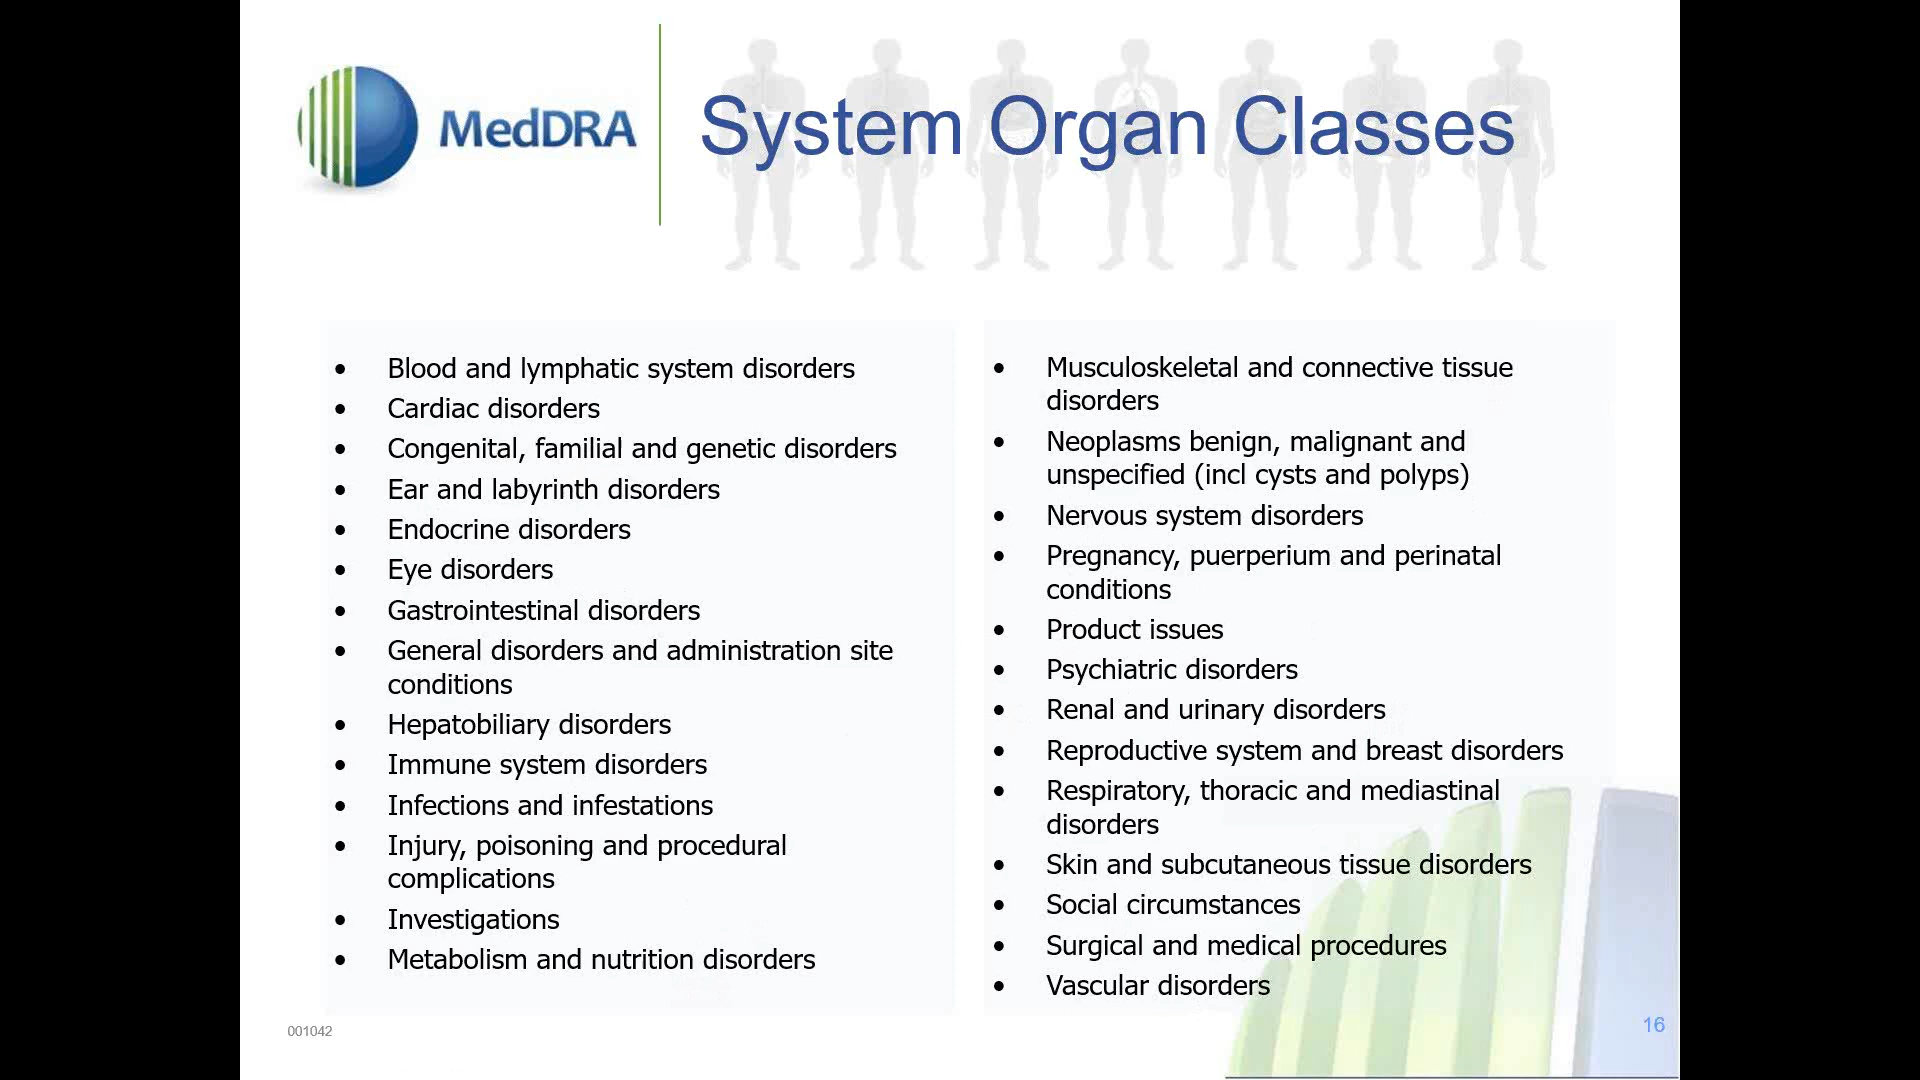 MedDRA
System Organ Classes
• Blood and lymphatic system disorders
• Cardiac disorders
• Congenital, familial and genetic disorders
• Ear and labyrinth disorders
• Endocrine disorders
• Eye disorders
• Gastrointestinal disorders
• General disorders and administration site
conditions
• Hepatobiliary disorders
• Immune system disorders
• Infections and infestations
• Injury, poisoning and procedural
complications
• Investigations
• Metabolism and nutrition disorders
• Musculoskeletal and connective tissue
disorders
• Neoplasms benign, malignant and
unspecified (incl cysts and polyps)
• Nervous system disorders
• Pregnancy, puerperium and perinatal
conditions
• Product issues
• Psychiatric disorders
• Renal and urinary disorders
• Reproductive system and breast disorders
• Respiratory, thoracic and mediastinal
disorders
• Skin and subcutaneous tissue disorders
• Social circumstances
• Surgical and medical procedures
• Vascular disorders
001042
16